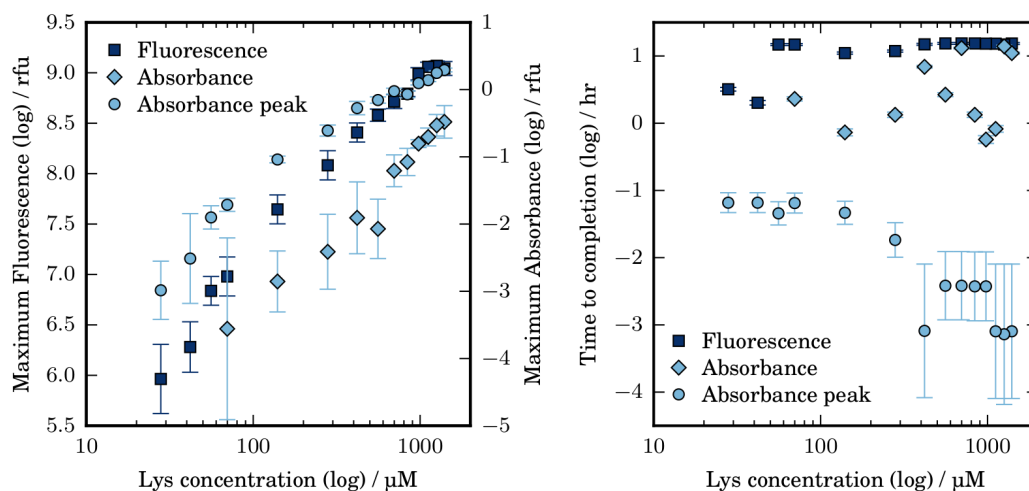 9.5
9.0
8.5
8.0
7.5
7.0
6.5
6.0
5.5
Maximum Fluorescence (log) / rfu
Fluorescence
Absorbance
Absorbance peak
1
0
−1
−2
−3
−4
−5
Maximum Absorbance (log) / rfu
10
100
1000
Lys concentration (log) / µM
1
0
−1
−2
−3
−4
Time to completion (log) / hr
Fluorescence
Absorbance
Absorbance peak
10
100
1000
Lys concentration (log) / µM